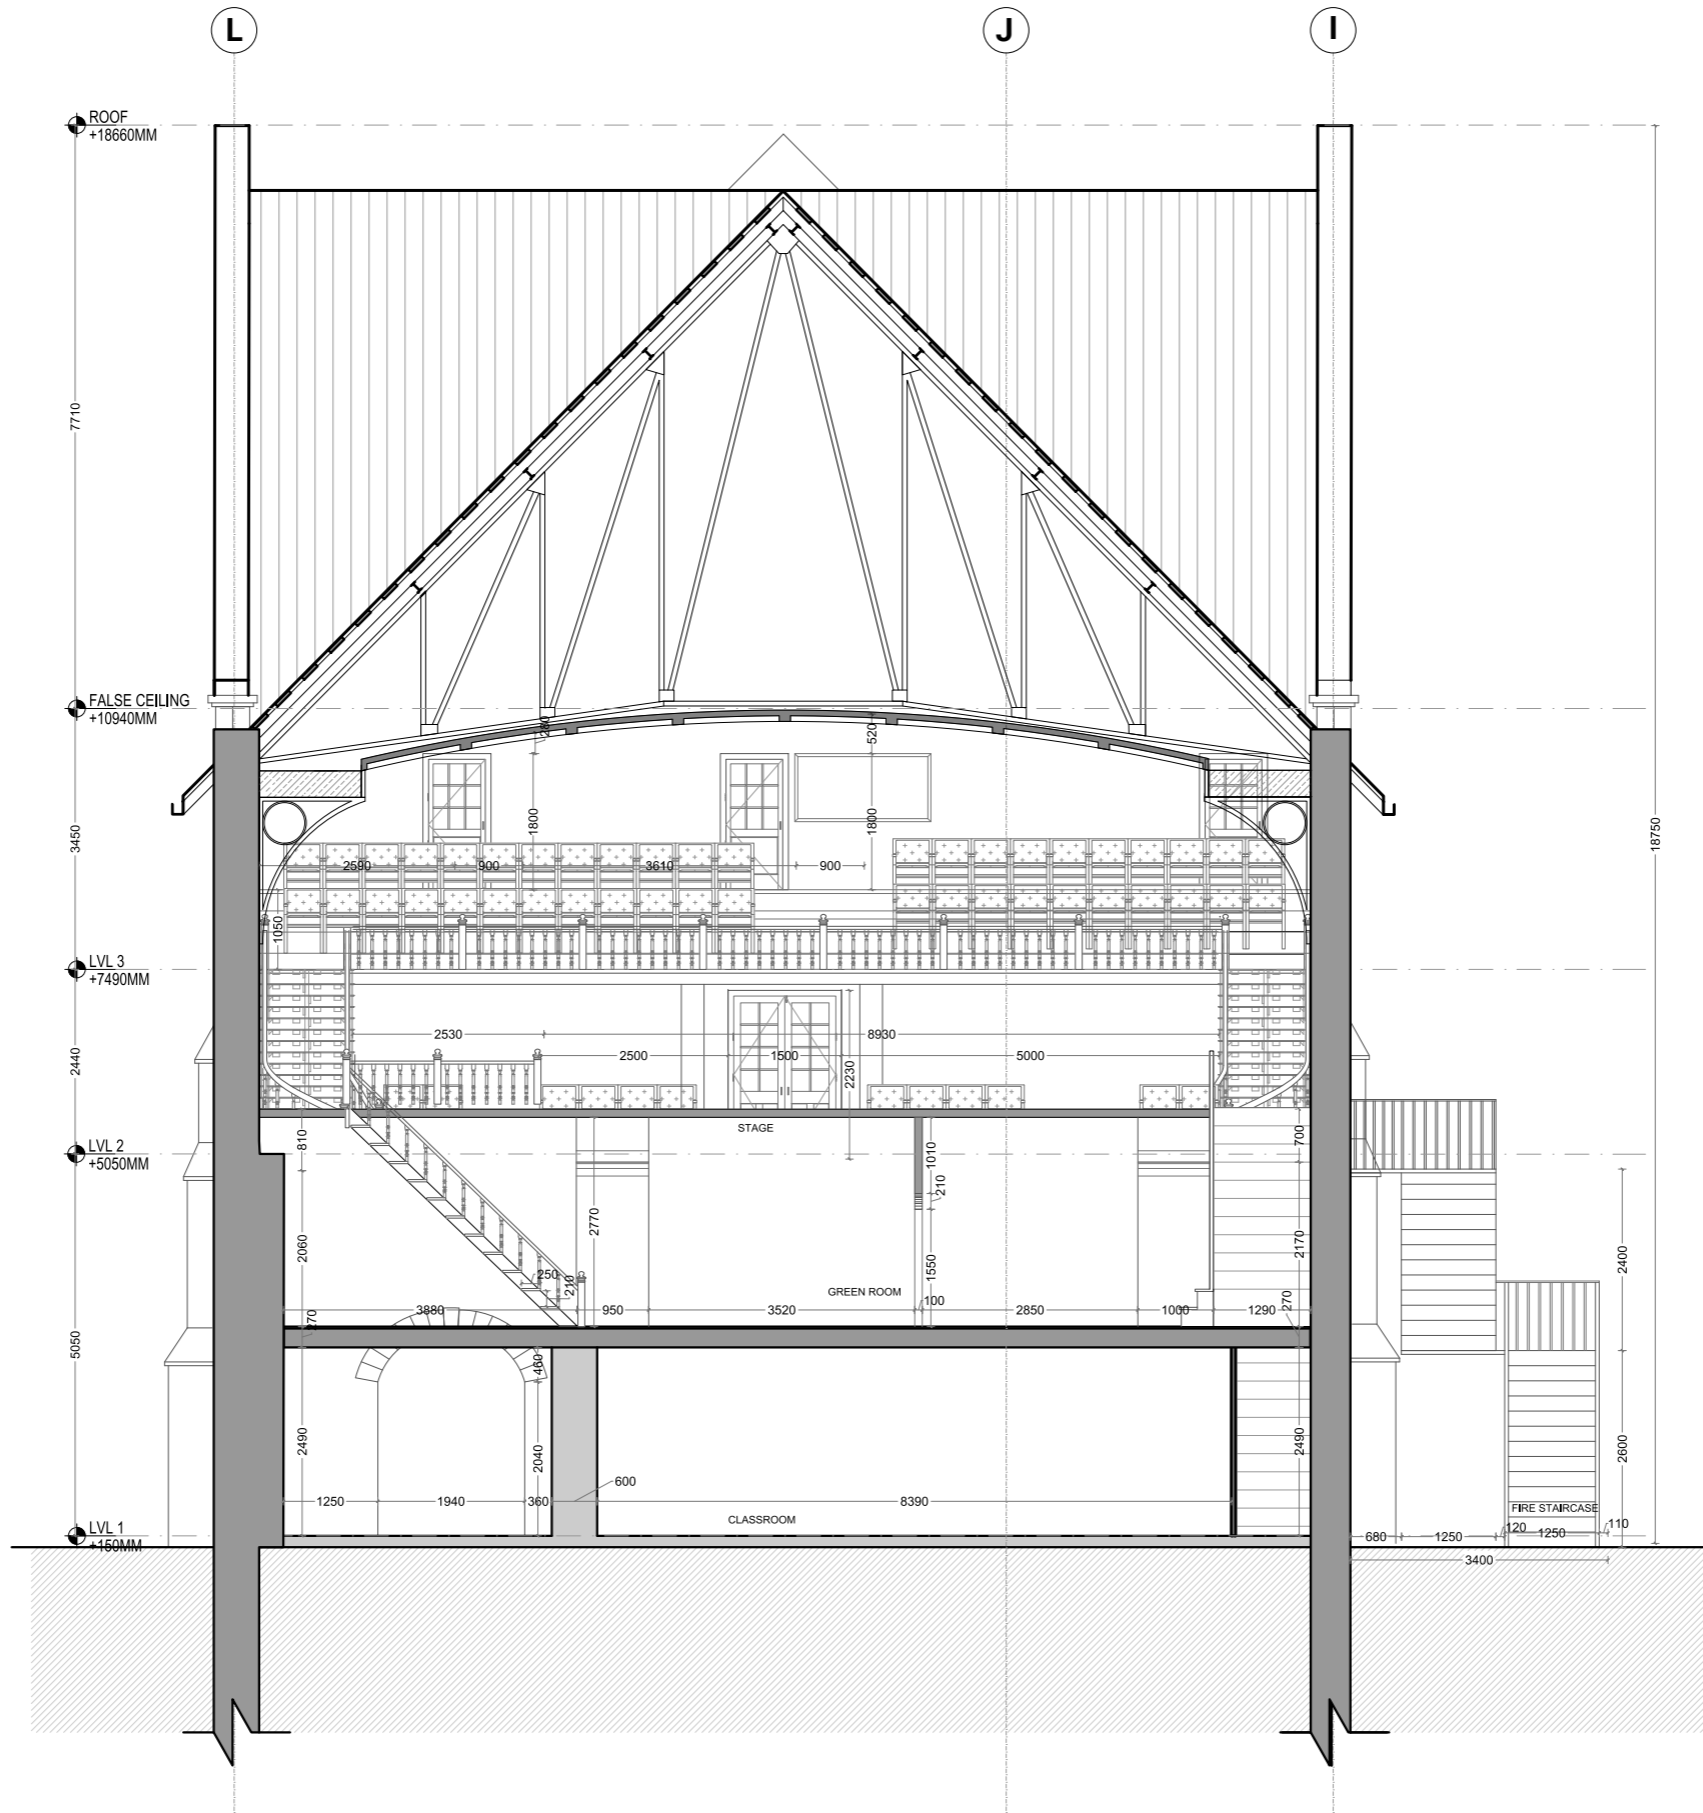 L J I
ROOF
+18660MM
7710
FALSE CEILING
+10940MM
280
520
3450
1800
1800
18750
2590 900 3610 900
1050
LVL 3
+7490MM
2530 8930
2440
2500 1500 5000
2230
STAGE
810
1010
700
LVL 2
+5050MM
210
2770
2060
1550
2170
2400
250
210
GREEN ROOM
100
3880 950 3520 2850 1000 1290
270
270
5050
460
2490
2040
2490
2600
600
1250 1940 360 8390
CLASSROOM
FIRE STAIRCASE
LVL 1
+150MM
680 1250 120 1250 110
3400